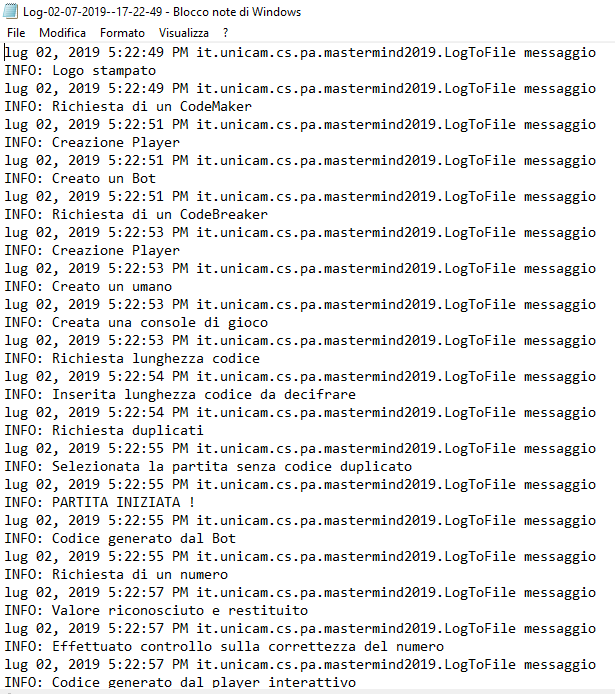 Log-02-07-2019--17-22-49 - Blocco note di Windows
File Modifica Formato Visualizza ?
lug 02, 2019 5:22:49 PM it.unicam.cs.pa.mastermind2019.LogToFile messaggio
INFO: Logo stampato
lug 02, 2019 5:22:49 PM it.unicam.cs.pa.mastermind2019.LogToFile messaggio
INFO: Richiesta di un CodeMaker
lug 02, 2019 5:22:51 PM it.unicam.cs.pa.mastermind2019.LogToFile messaggio
INFO: Creazione Player
lug 02, 2019 5:22:51 PM it.unicam.cs.pa.mastermind2019.LogToFile messaggio
INFO: Creato un Bot
lug 02, 2019 5:22:51 PM it.unicam.cs.pa.mastermind2019.LogToFile messaggio
INFO: Richiesta di un CodeBreaker
lug 02, 2019 5:22:53 PM it.unicam.cs.pa.mastermind2019.LogToFile messaggio
INFO: Creazione Player
lug 02, 2019 5:22:53 PM it.unicam.cs.pa.mastermind2019.LogToFile messaggio
INFO: Creato un umano
lug 02, 2019 5:22:53 PM it.unicam.cs.pa.mastermind2019.LogToFile messaggio
INFO: Creata una console di gioco
lug 02, 2019 5:22:53 PM it.unicam.cs.pa.mastermind2019.LogToFile messaggio
INFO: Richiesta lunghezza codice
lug 02, 2019 5:22:54 PM it.unicam.cs.pa.mastermind2019.LogToFile messaggio
INFO: Inserita lunghezza codice da decifrare
lug 02, 2019 5:22:54 PM it.unicam.cs.pa.mastermind2019.LogToFile messaggio
INFO: Richiesta duplicati
lug 02, 2019 5:22:55 PM it.unicam.cs.pa.mastermind2019.LogToFile messaggio
INFO: Selezionata la partita senza codice duplicato
lug 02, 2019 5:22:55 PM it.unicam.cs.pa.mastermind2019.LogToFile messaggio
INFO: PARTITA INIZIATA !
lug 02, 2019 5:22:55 PM it.unicam.cs.pa.mastermind2019.LogToFile messaggio
INFO: Codice generato dal Bot
lug 02, 2019 5:22:55 PM it.unicam.cs.pa.mastermind2019.LogToFile messaggio
INFO: Richiesta di un numero
lug 02, 2019 5:22:57 PM it.unicam.cs.pa.mastermind2019.LogToFile messaggio
INFO: Valore riconosciuto e restituito
lug 02, 2019 5:22:57 PM it.unicam.cs.pa.mastermind2019.LogToFile messaggio
INFO: Effettuato controllo sulla correttezza del numero
lug 02, 2019 5:22:57 PM it.unicam.cs.pa.mastermind2019.LogToFile messaggio
INFO: Codice generato dal player interattivo